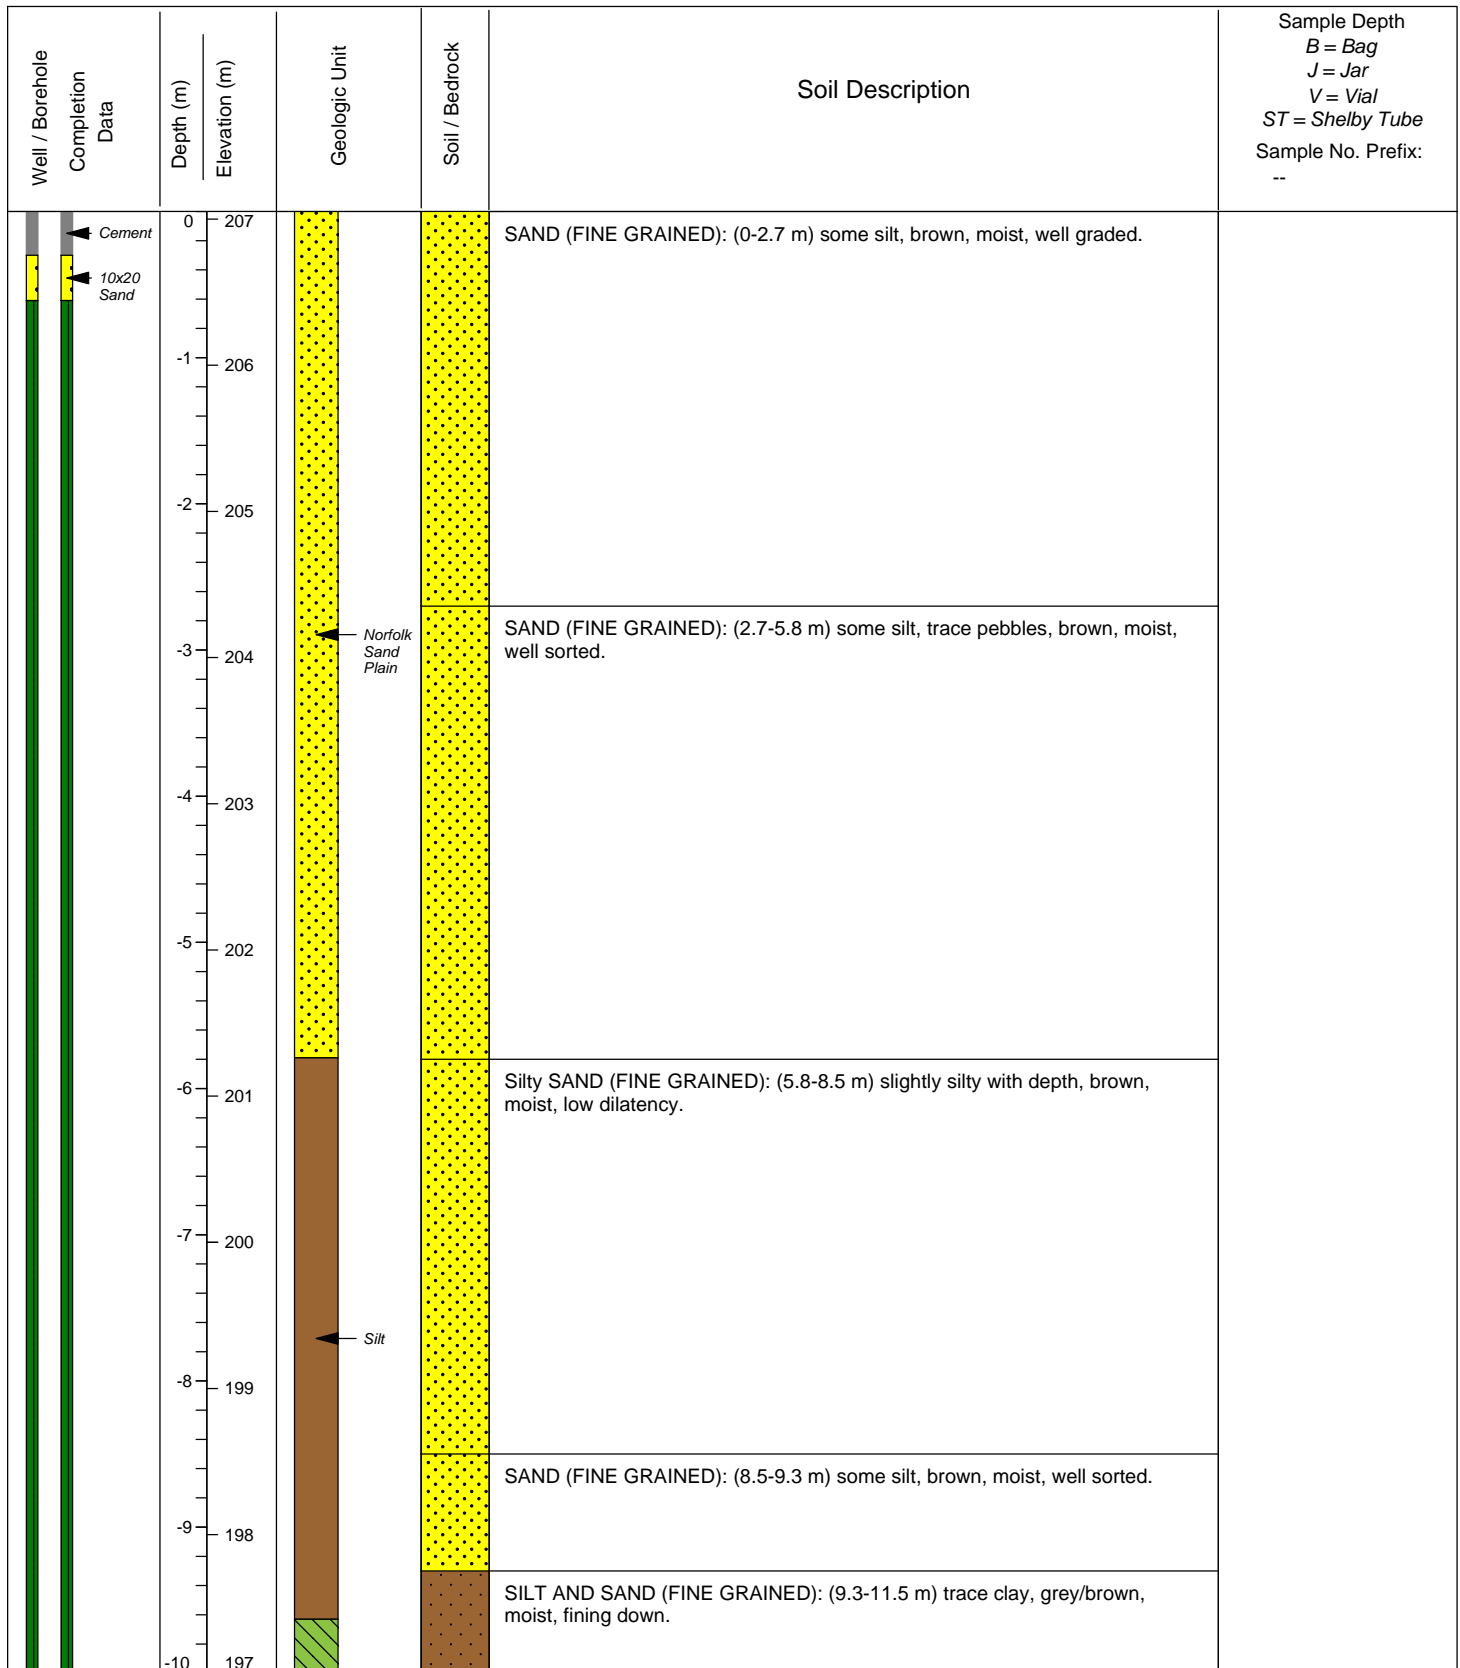 Well / Borehole
Completion
Data
Depth (m)
Elevation (m)
Geologic Unit
Soil / Bedrock
Soil Description
Sample Depth
B = Bag
J = Jar
V = Vial
ST = Shelby Tube
Sample No. Prefix:
--
Cement
10x20
Sand
0
207
-1
206
-2
205
-3
204
-4
203
-5
202
-6
201
-7
200
-8
199
-9
198
-10
197
Norfolk
Sand
Plain
Silt
SAND (FINE GRAINED): (0-2.7 m) some silt, brown, moist, well graded.
SAND (FINE GRAINED): (2.7-5.8 m) some silt, trace pebbles, brown, moist,
well sorted.
Silty SAND (FINE GRAINED): (5.8-8.5 m) slightly silty with depth, brown,
moist, low dilatency.
SAND (FINE GRAINED): (8.5-9.3 m) some silt, brown, moist, well sorted.
SILT AND SAND (FINE GRAINED): (9.3-11.5 m) trace clay, grey/brown,
moist, fining down.